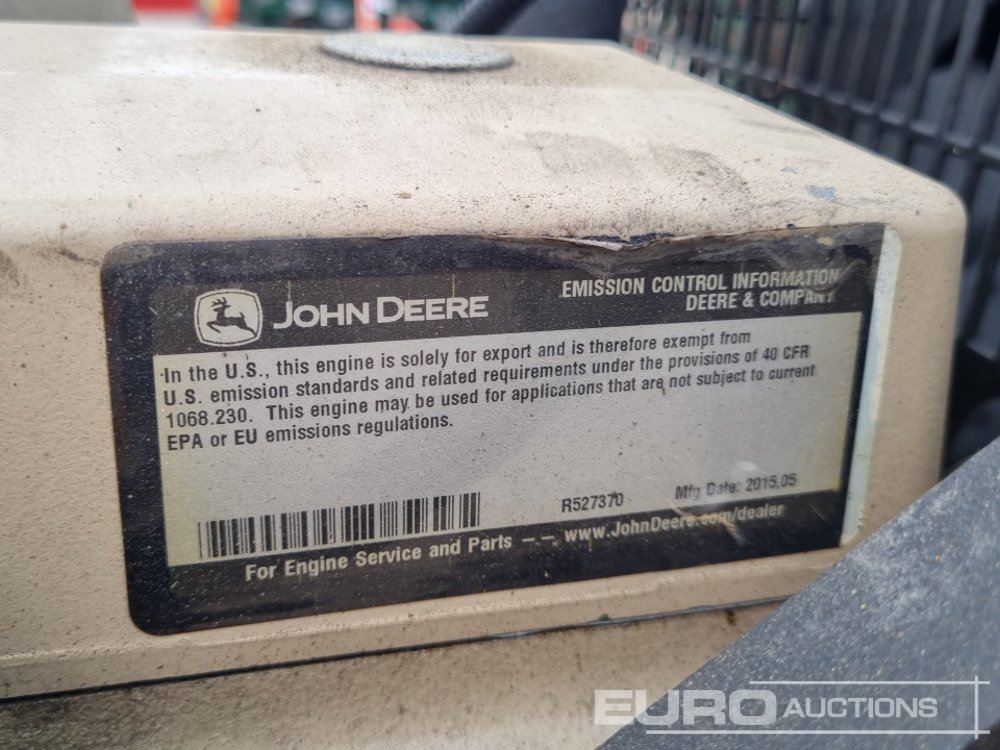 JOHN DEERE
EMISSION CONTROL INFORMATION
DEERE & COMPANY
In the U.S., this engine is solely for export and is therefore exempt from
U.S. emission standards and related requirements under the provisions of 40 CFR
1068.230. This engine may be used for applications that are not subject to current
EPA or EU emissions regulations.
R527370
Mfg Date: 2015.05
For Engine Service and Parts – – www.JohnDeere.com/dealer
EURO AUCTIONS